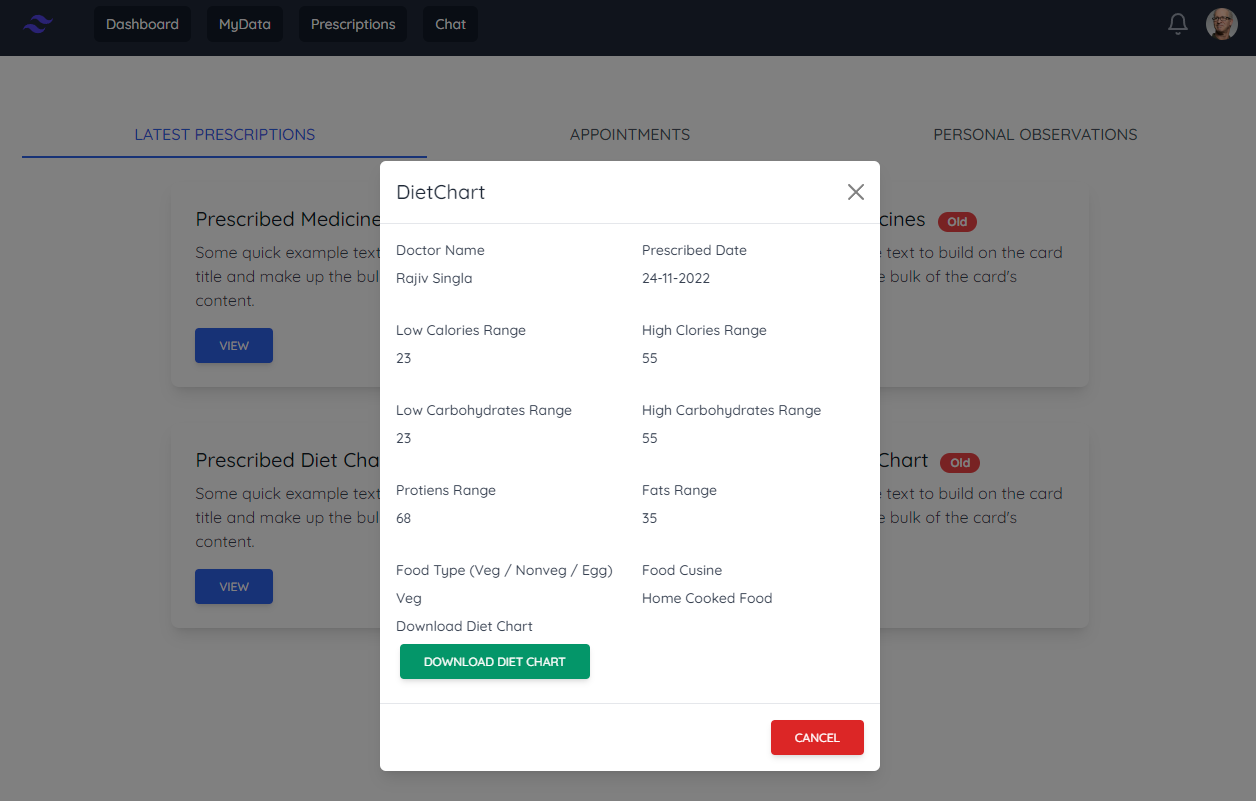 Dashboard MyData Prescriptions Chat
LATEST PRESCRIPTIONS APPOINTMENTS PERSONAL OBSERVATIONS
DietChart
Prescribed Medicine
Some quick example text
title and make up the bul
content.
VIEW
cines Old
text to build on the card
bulk of the card's
Doctor Name Prescribed Date
Rajiv Singla 24-11-2022
Low Calories Range High Clories Range
23 55
Low Carbohydrates Range High Carbohydrates Range
23 55
Protiens Range Fats Range
68 35
Food Type (Veg / Nonveg / Egg) Food Cusine
Veg Home Cooked Food
Download Diet Chart
DOWNLOAD DIET CHART
CANCEL
Prescribed Diet Cha
Some quick example text
title and make up the bul
content.
VIEW
Chart Old
text to build on the card
bulk of the card's